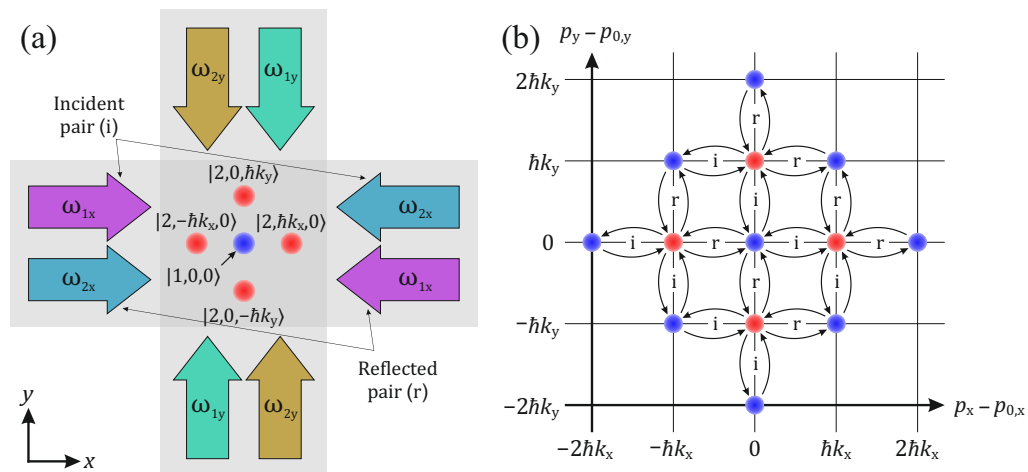 (a)
ω2y
ω1y
Incident
pair (i)
|2,0,ħky⟩
ω1x
ω2x
|2,-ħkx,0⟩
|2,ħkx,0⟩
ω2x
ω1x
|1,0,0⟩
|2,0,-ħky⟩
Reflected
pair (r)
ω1y
ω2y
y
x
(b)
py − p0,y
2ħky
r
ħky
i r
r i r
0
i r i r
i r i
−ħky
i r
i
−2ħky
px − p0,x
−2ħkx −ħkx 0 ħkx 2ħkx